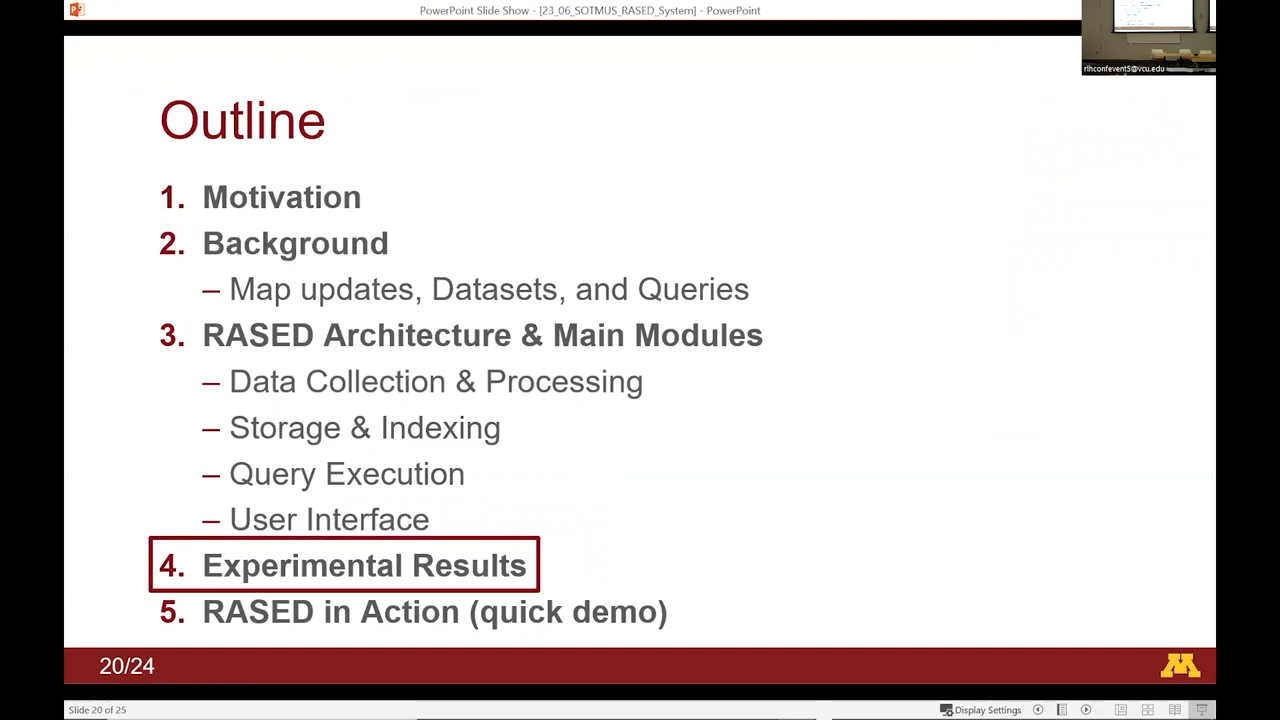 PowerPoint Slide Show - [23_06_SOTMUS_RASED_System] - PowerPoint
rlhconfevent5@vcu.edu
Outline
1. Motivation
2. Background
– Map updates, Datasets, and Queries
3. RASED Architecture & Main Modules
– Data Collection & Processing
– Storage & Indexing
– Query Execution
– User Interface
4. Experimental Results
5. RASED in Action (quick demo)
20/24
M
Slide 20 of 25
Display Settings